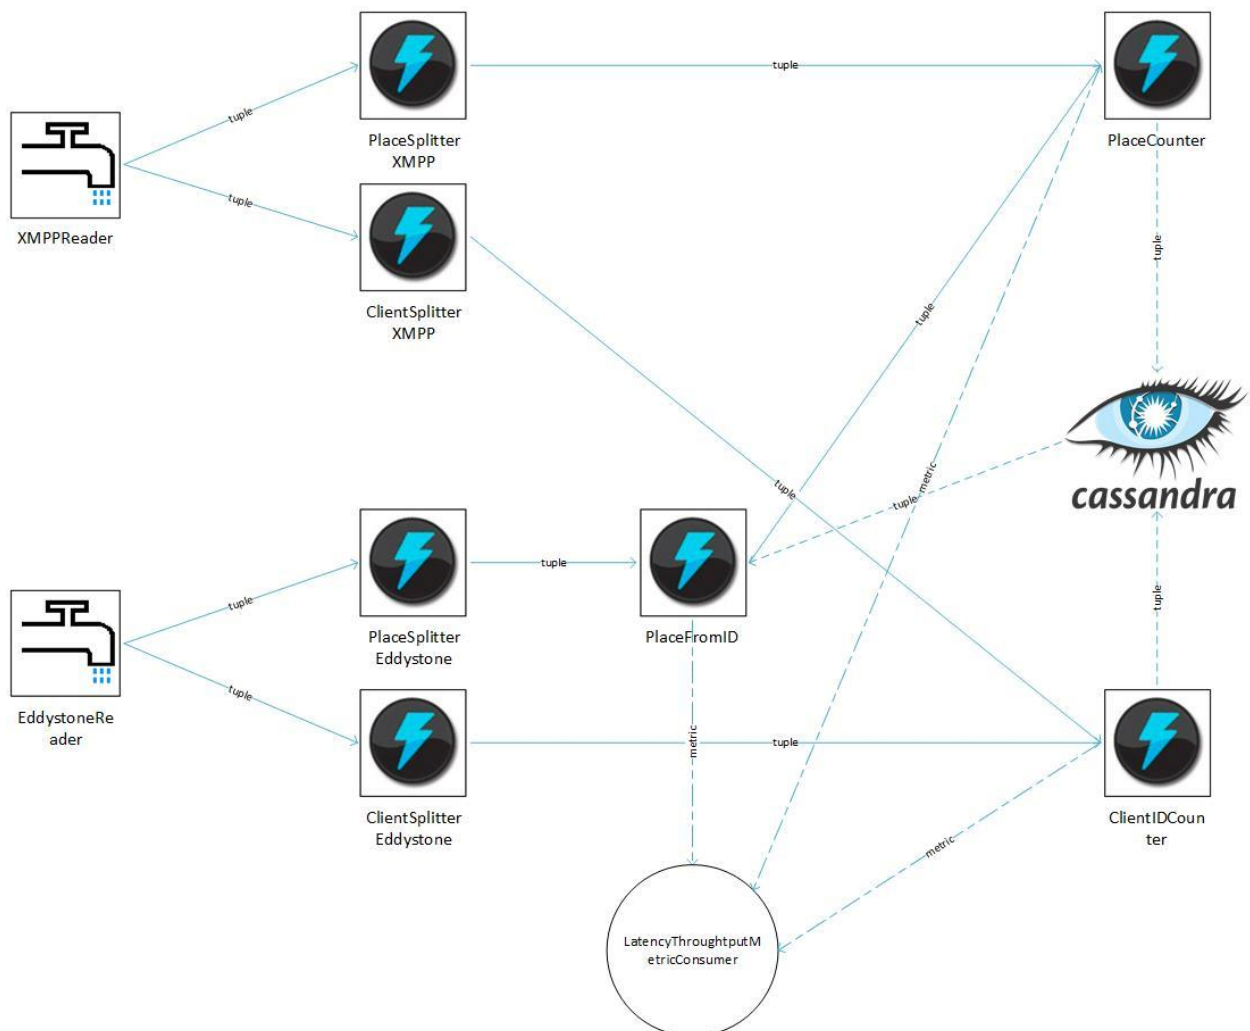 tuple
PlaceSplitter
XMPP
PlaceCounter
tuple
XMPPReader
tuple
ClientSplitter
XMPP
tuple
tuple
cassandra
metric
tuple
tuple
tuple
PlaceSplitter
Eddystone
tuple
PlaceFromID
tuple
EddystoneRe
ader
tuple
ClientSplitter
Eddystone
metric
tuple
ClientIDCoun
ter
metric
LatencyThroughtputM
etricConsumer